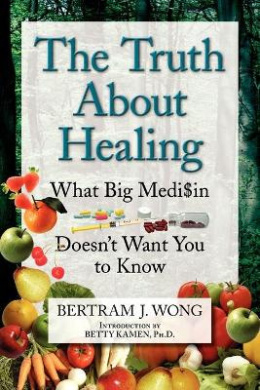 The Truth
About
Healing
What Big Medi$in
Doesn't Want You
to Know
BERTRAM J. WONG
INTRODUCTION BY
BETTY KAMEN, PH.D.